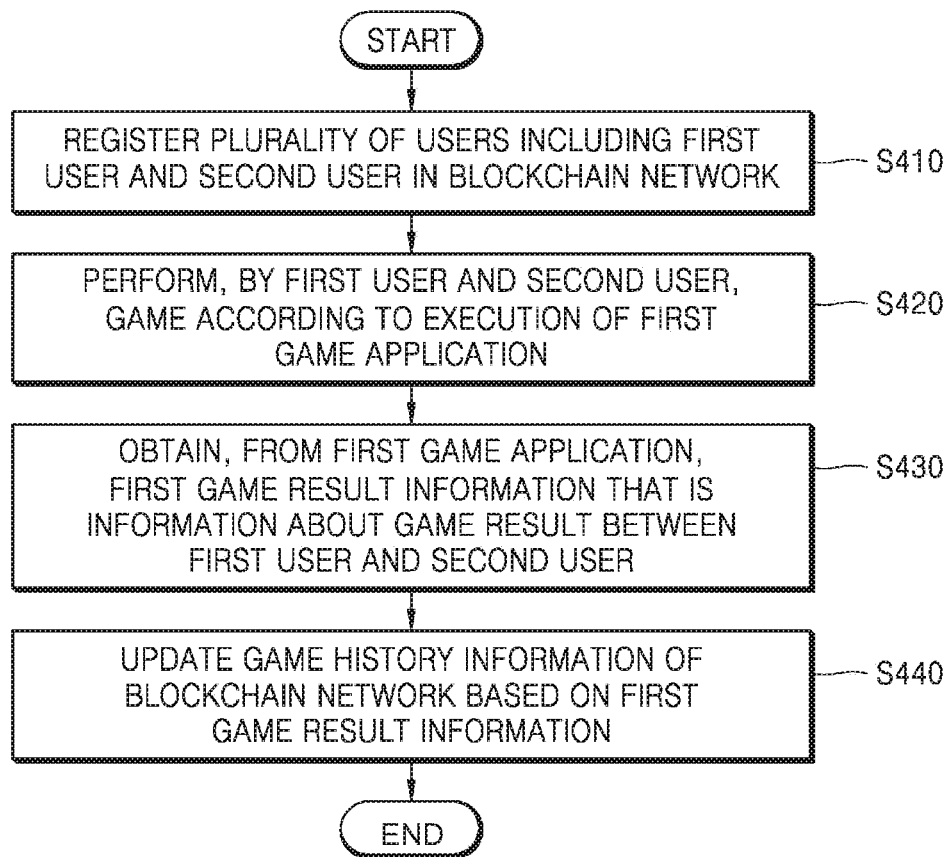 START
REGISTER PLURALITY OF USERS INCLUDING FIRST
USER AND SECOND USER IN BLOCKCHAIN NETWORK
S410
PERFORM, BY FIRST USER AND SECOND USER,
GAME ACCORDING TO EXECUTION OF FIRST
GAME APPLICATION
S420
OBTAIN, FROM FIRST GAME APPLICATION,
FIRST GAME RESULT INFORMATION THAT IS
INFORMATION ABOUT GAME RESULT BETWEEN
FIRST USER AND SECOND USER
S430
UPDATE GAME HISTORY INFORMATION OF
BLOCKCHAIN NETWORK BASED ON FIRST
GAME RESULT INFORMATION
S440
END